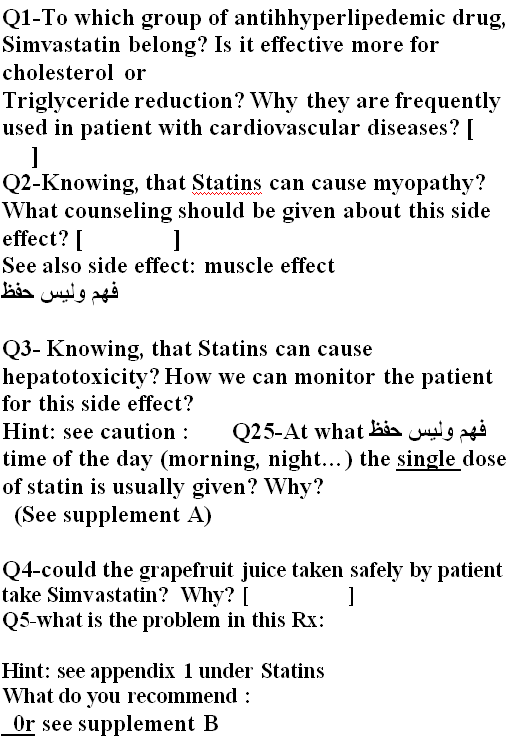 Q1-To which group of antihhyperlipedemic drug,
Simvastatin belong? Is it effective more for
cholesterol or
Triglyceride reduction? Why they are frequently
used in patient with cardiovascular diseases? [
]
Q2-Knowing, that Statins can cause myopathy?
What counseling should be given about this side
effect? [ ]
See also side effect: muscle effect
فهم وليس حفظ
Q3- Knowing, that Statins can cause
hepatotoxicity? How we can monitor the patient
for this side effect?
Hint: see caution : Q25-At what فهم وليس حفظ
time of the day (morning, night…) the single dose
of statin is usually given? Why?
(See supplement A)
Q4-could the grapefruit juice taken safely by patient
take Simvastatin? Why? [ ]
Q5-what is the problem in this Rx:
Hint: see appendix 1 under Statins
What do you recommend :
0r see supplement B